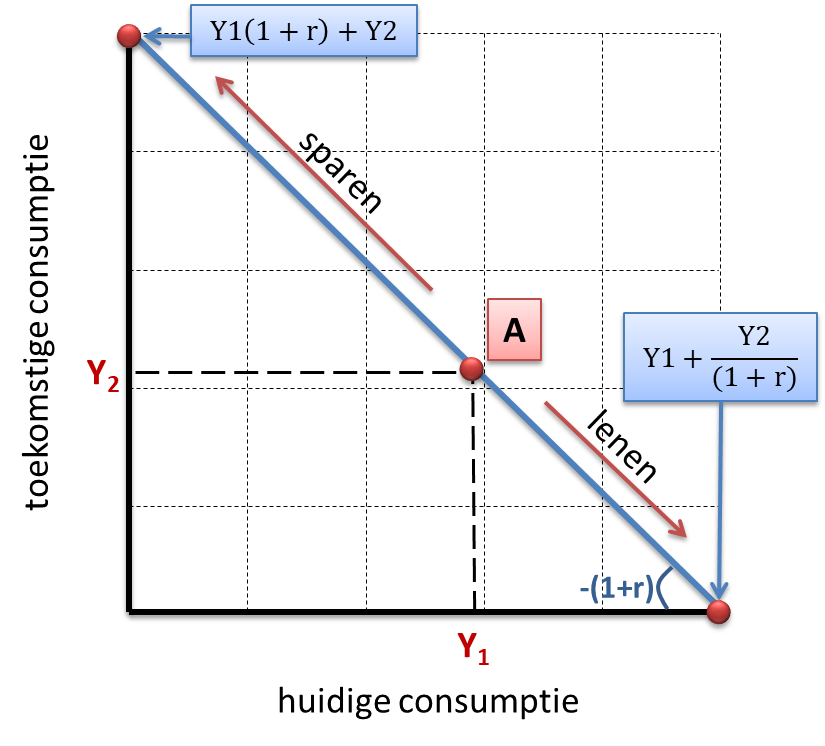 Y1(1 + r) + Y2
sparen
toekomstige consumptie
A
Y1 + Y2/(1 + r)
Y₂
lenen
-(1+r)
Y₁
huidige consumptie